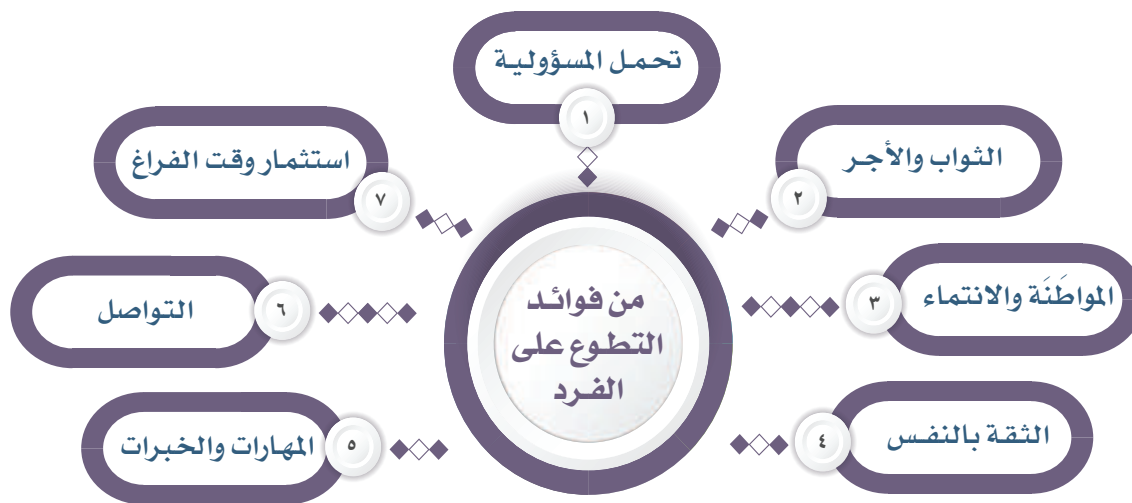 من فوائد
التطوع على
الفرد
تحمل المسؤولية
١
الثواب والأجر
٢
المواطَنَة والانتماء
٣
الثقة بالنفس
٤
المهارات والخبرات
٥
التواصل
٦
استثمار وقت الفراغ
٧